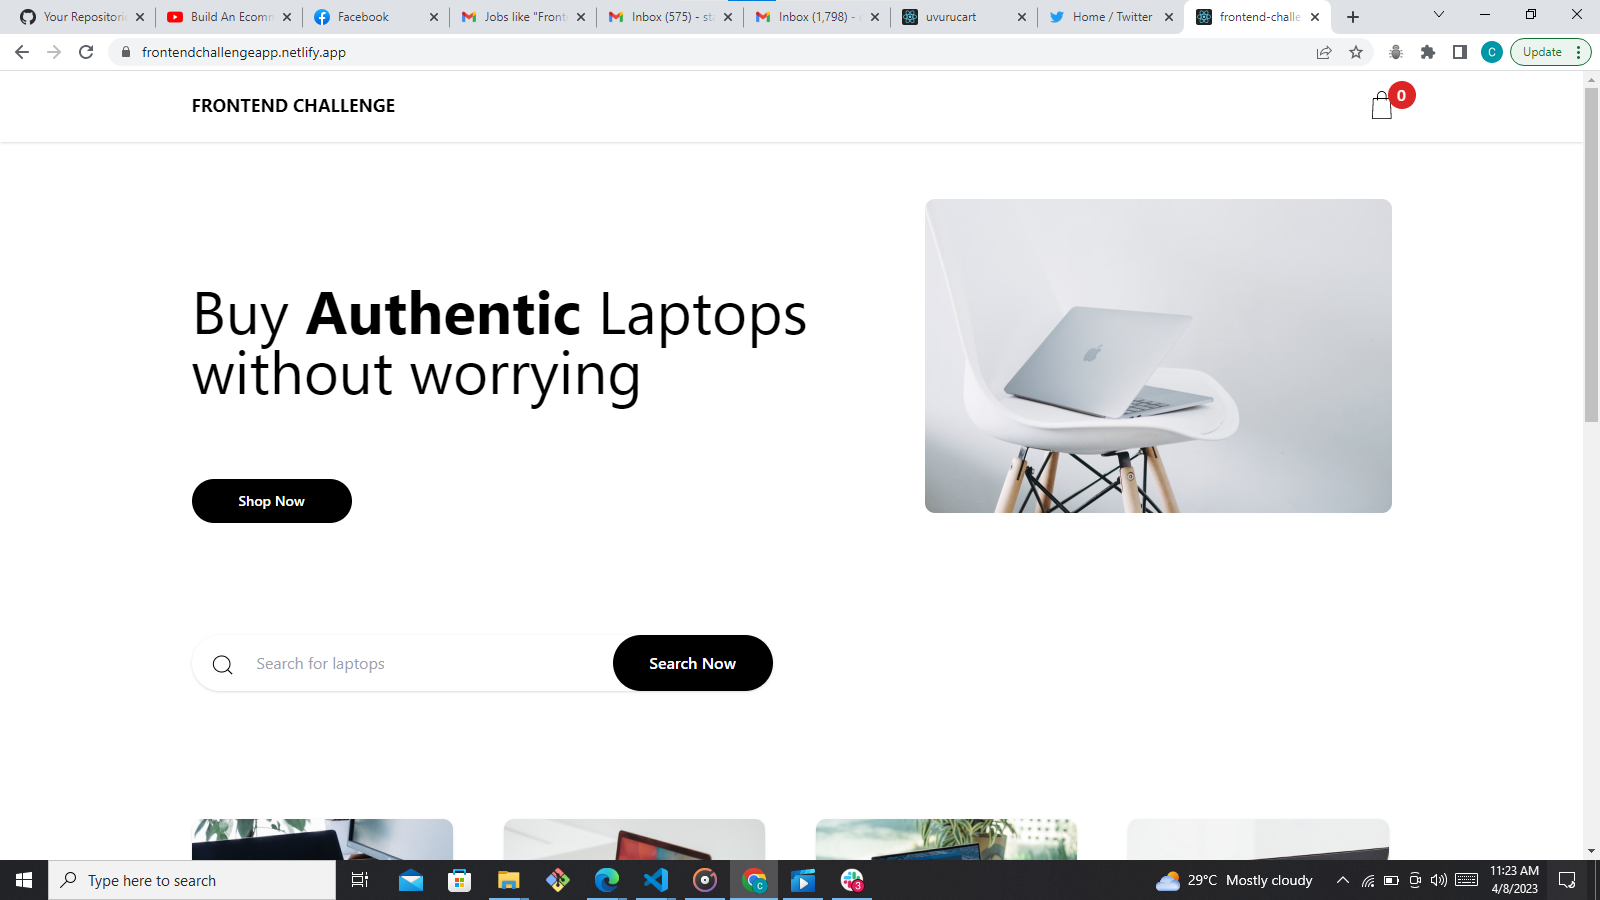 Your Repositori
Build An Ecomm
Facebook
Jobs like "Front
Inbox (575) - sta
Inbox (1,798) -
uvurucart
Home / Twitter
frontend-challe
frontendchallengeapp.netlify.app
C
Update
FRONTEND CHALLENGE
0
Buy Authentic Laptops
without worrying
Shop Now
Search for laptops
Search Now
Type here to search
C
3
29°C Mostly cloudy
11:23 AM
4/8/2023